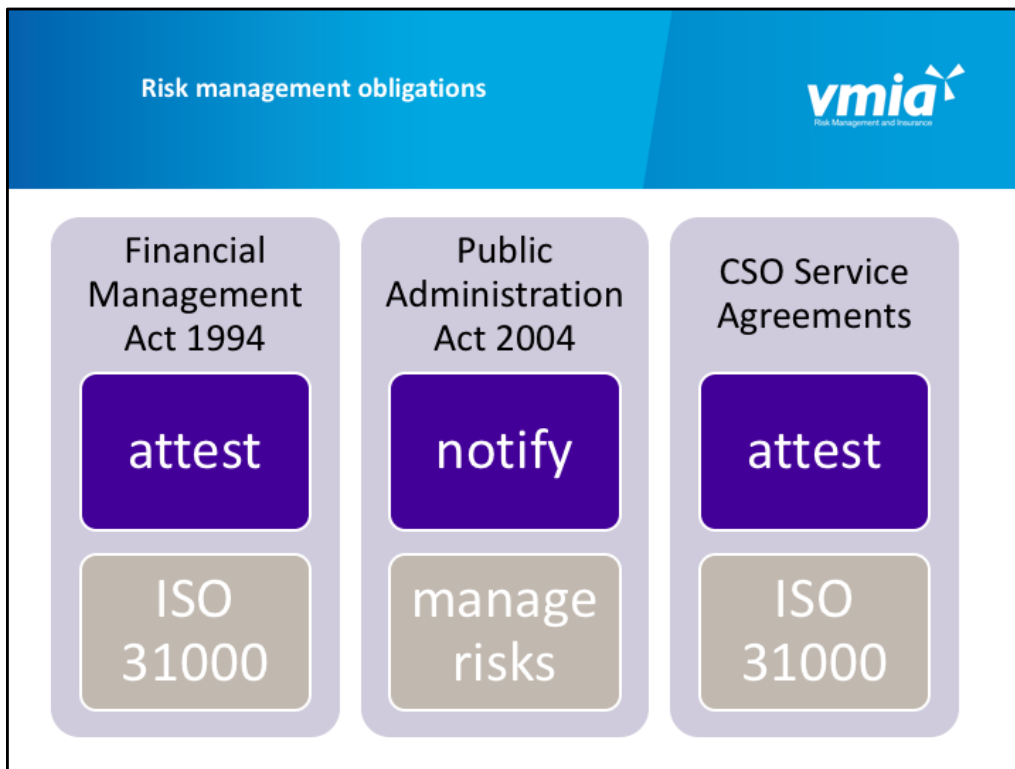 Risk management obligations
vmia
Risk Management and Insurance
Financial
Management
Act 1994
attest
ISO
31000
Public
Administration
Act 2004
notify
manage
risks
CSO Service
Agreements
attest
ISO
31000